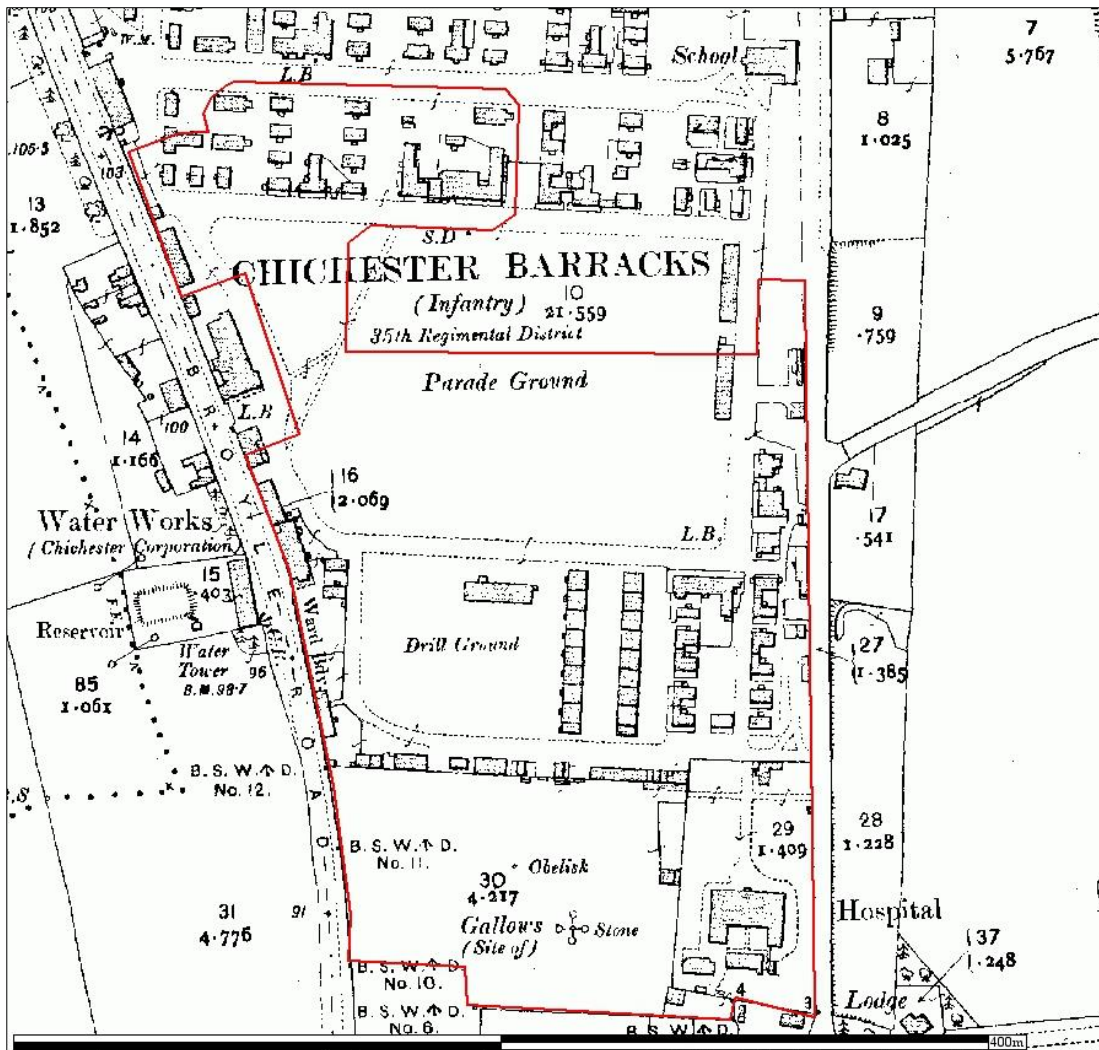 100
W.M.
L.B
School
7
5.767
8
1.025
105.5
103
13
1.852
S.D
CHICHESTER BARRACKS
(Infantry)
10
21.559
35th Regimental District
9
.759
Parade Ground
B R O Y L E R O A D
L.B
100
14
1.166
16
2.069
Water Works
(Chichester Corporation)
L.B.
17
.541
15
.403
Reservoir
Water
Tower
B.M.98.7
Well
96
Drill Ground
27
1.385
85
1.061
B.S.W.↑D.
No. 12.
B.S.W.↑D.
No. 11.
Obelisk
30
4.217
29
1.409
28
1.228
31
4.776
91
Gallows
(Site of)
Stone
Hospital
37
1.248
B.S.W.↑D.
No. 10.
B.S.W.↑D.
No. 6.
4
3
Lodge
B.S.W.↑D.
400m